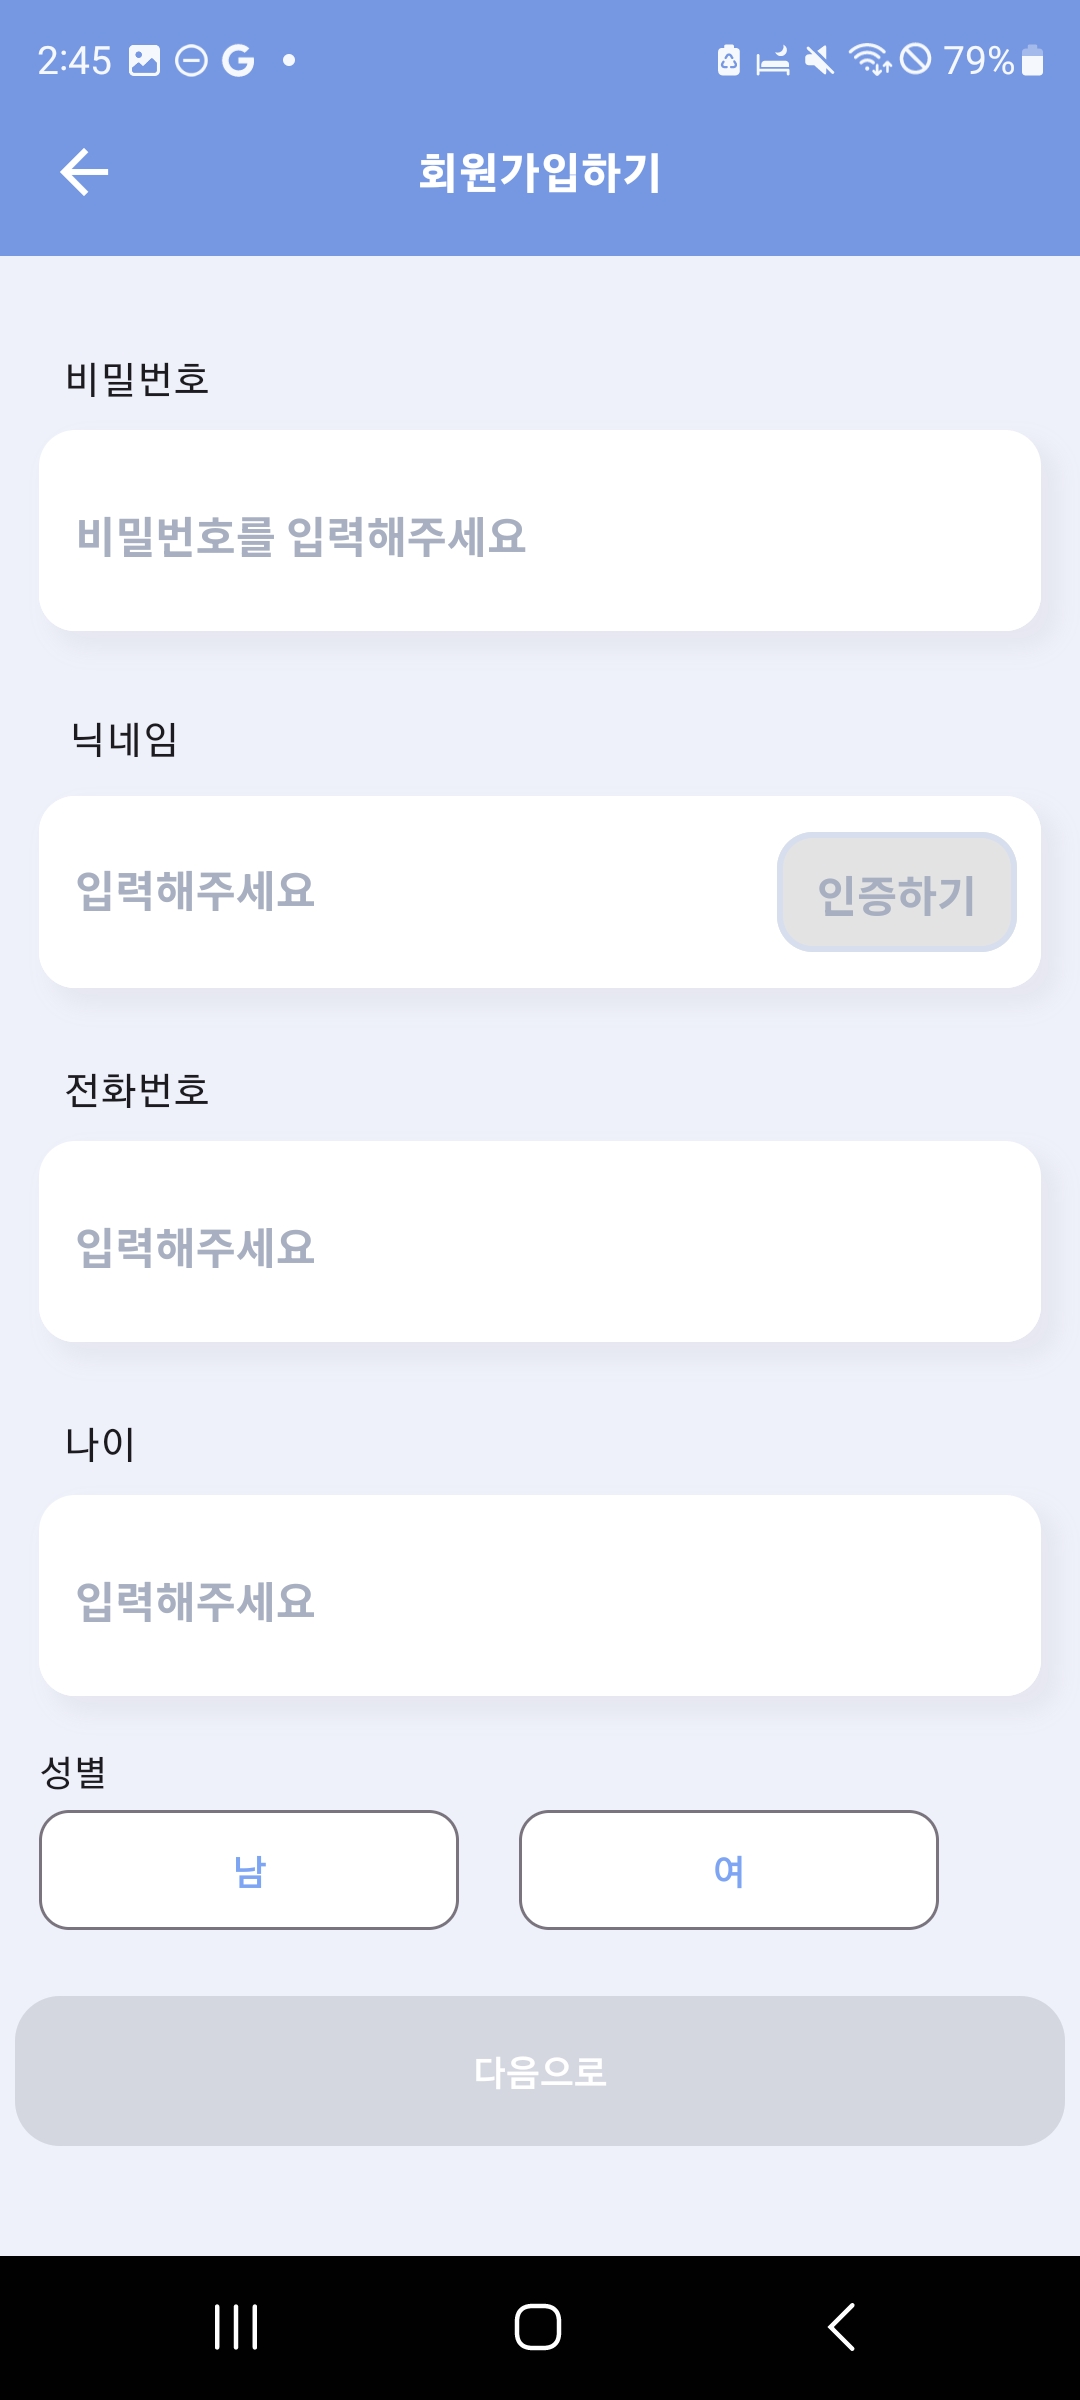 2:45 79%
회원가입하기
비밀번호
비밀번호를 입력해주세요
닉네임
입력해주세요 인증하기
전화번호
입력해주세요
나이
입력해주세요
성별
남 여
다음으로